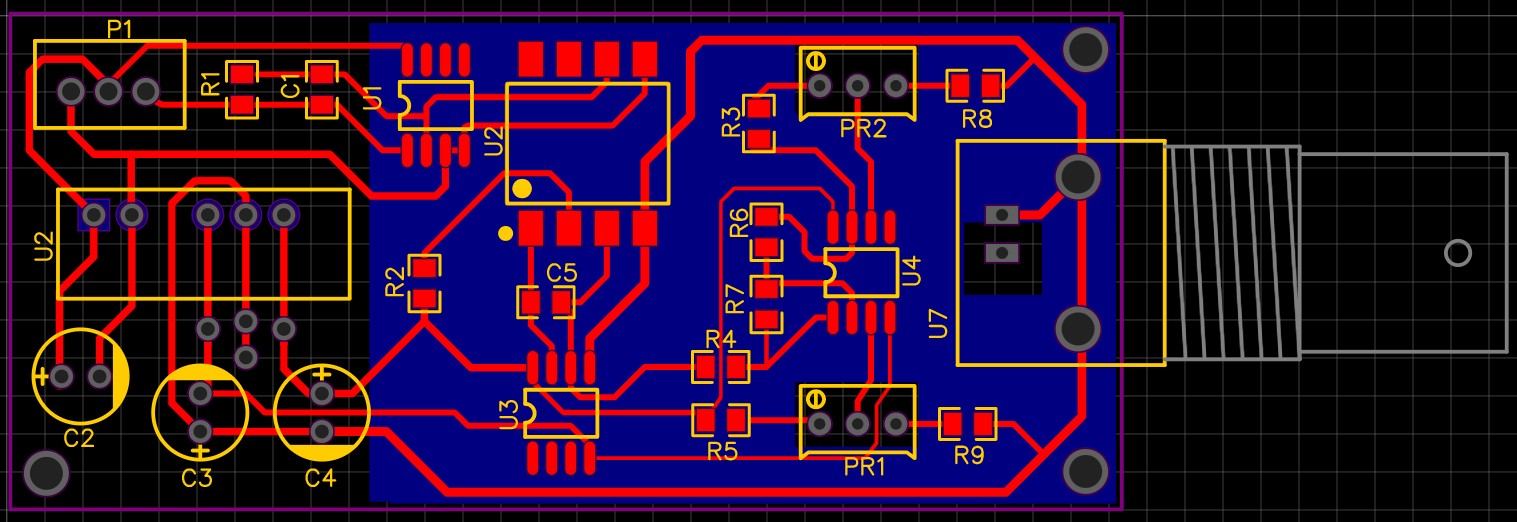 P1
R1
C1
U1
U2
R3
PR2
R8
U2
R2
C5
R6
R7
U4
U7
R4
U3
R5
PR1
R9
C2
C3
C4
+
+
+